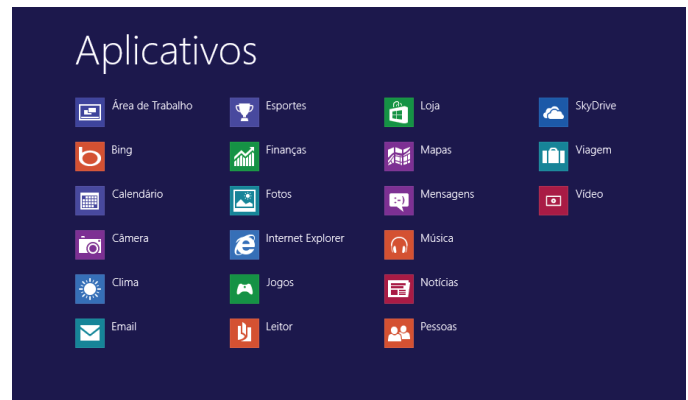 Aplicativos
Área de Trabalho
Bing
Calendário
Câmera
Clima
Email
Esportes
Finanças
Fotos
Internet Explorer
Jogos
Leitor
Loja
Mapas
Mensagens
Música
Notícias
Pessoas
SkyDrive
Viagem
Vídeo